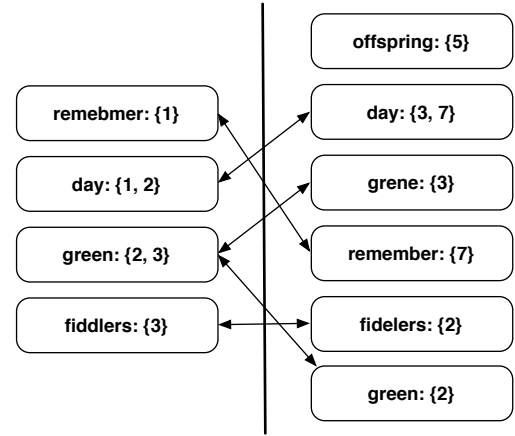 remebmer: {1}
day: {1, 2}
green: {2, 3}
fiddlers: {3}
offspring: {5}
day: {3, 7}
grene: {3}
remember: {7}
fidelers: {2}
green: {2}